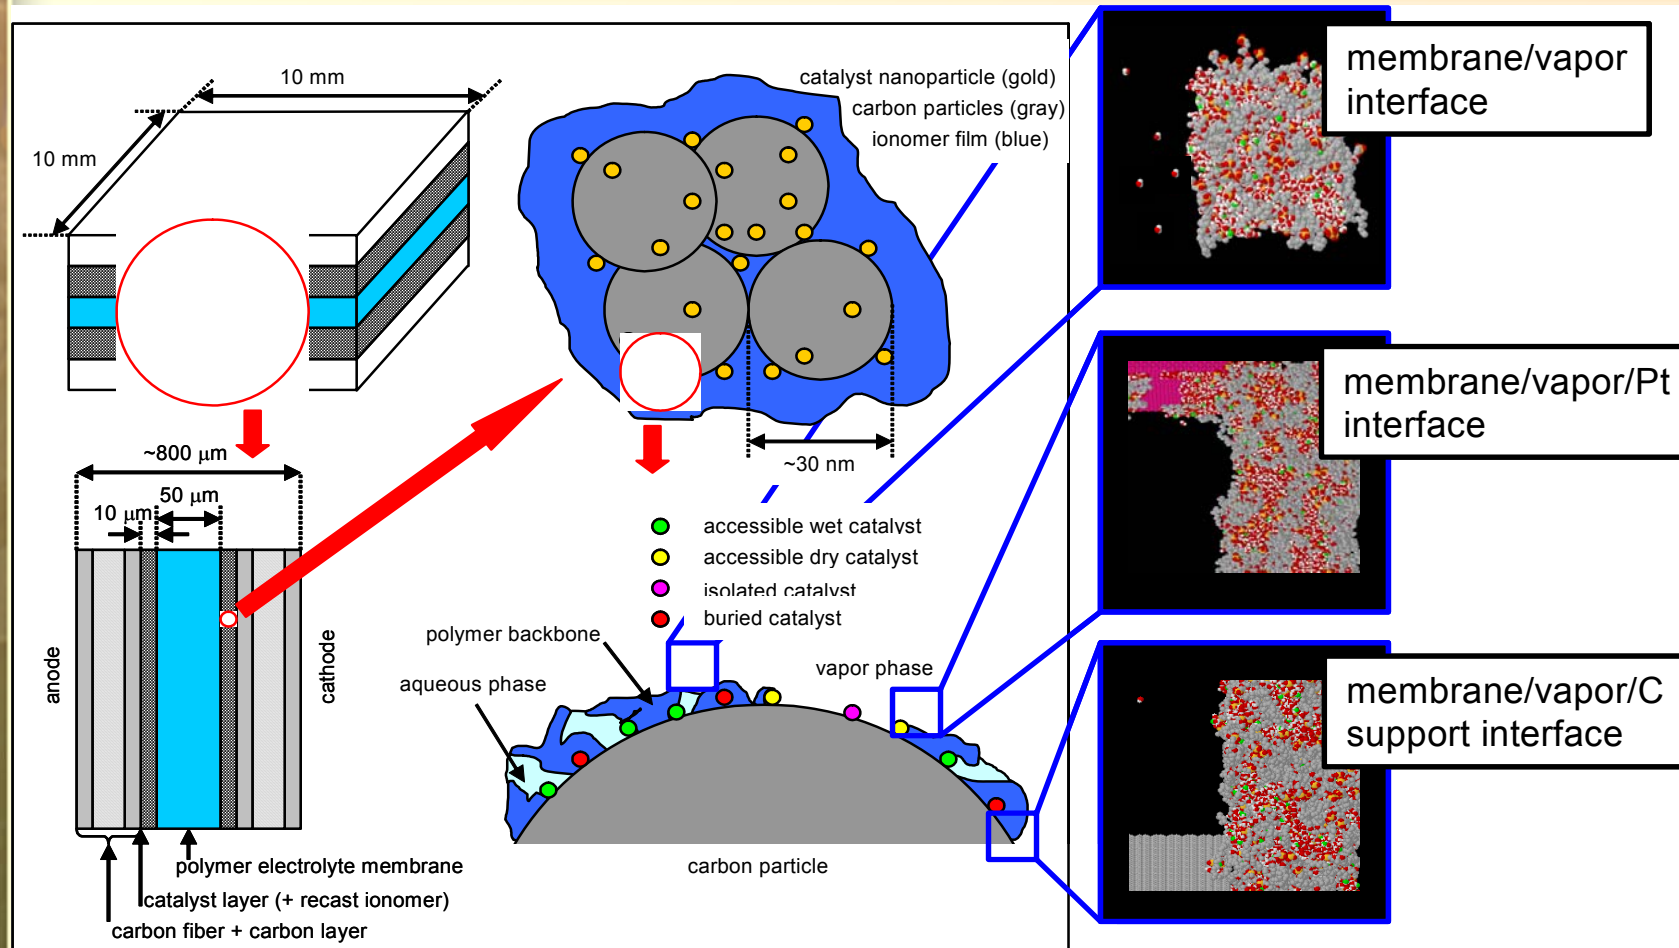 10 mm
10 mm
catalyst nanoparticle (gold)
carbon particles (gray)
ionomer film (blue)
membrane/vapor
interface
~30 nm
membrane/vapor/Pt
interface
~800 μm
50 μm
10 μm
anode
cathode
accessible wet catalyst
accessible dry catalyst
isolated catalyst
buried catalyst
polymer backbone
aqueous phase
vapor phase
carbon particle
membrane/vapor/C
support interface
polymer electrolyte membrane
catalyst layer (+ recast ionomer)
carbon fiber + carbon layer